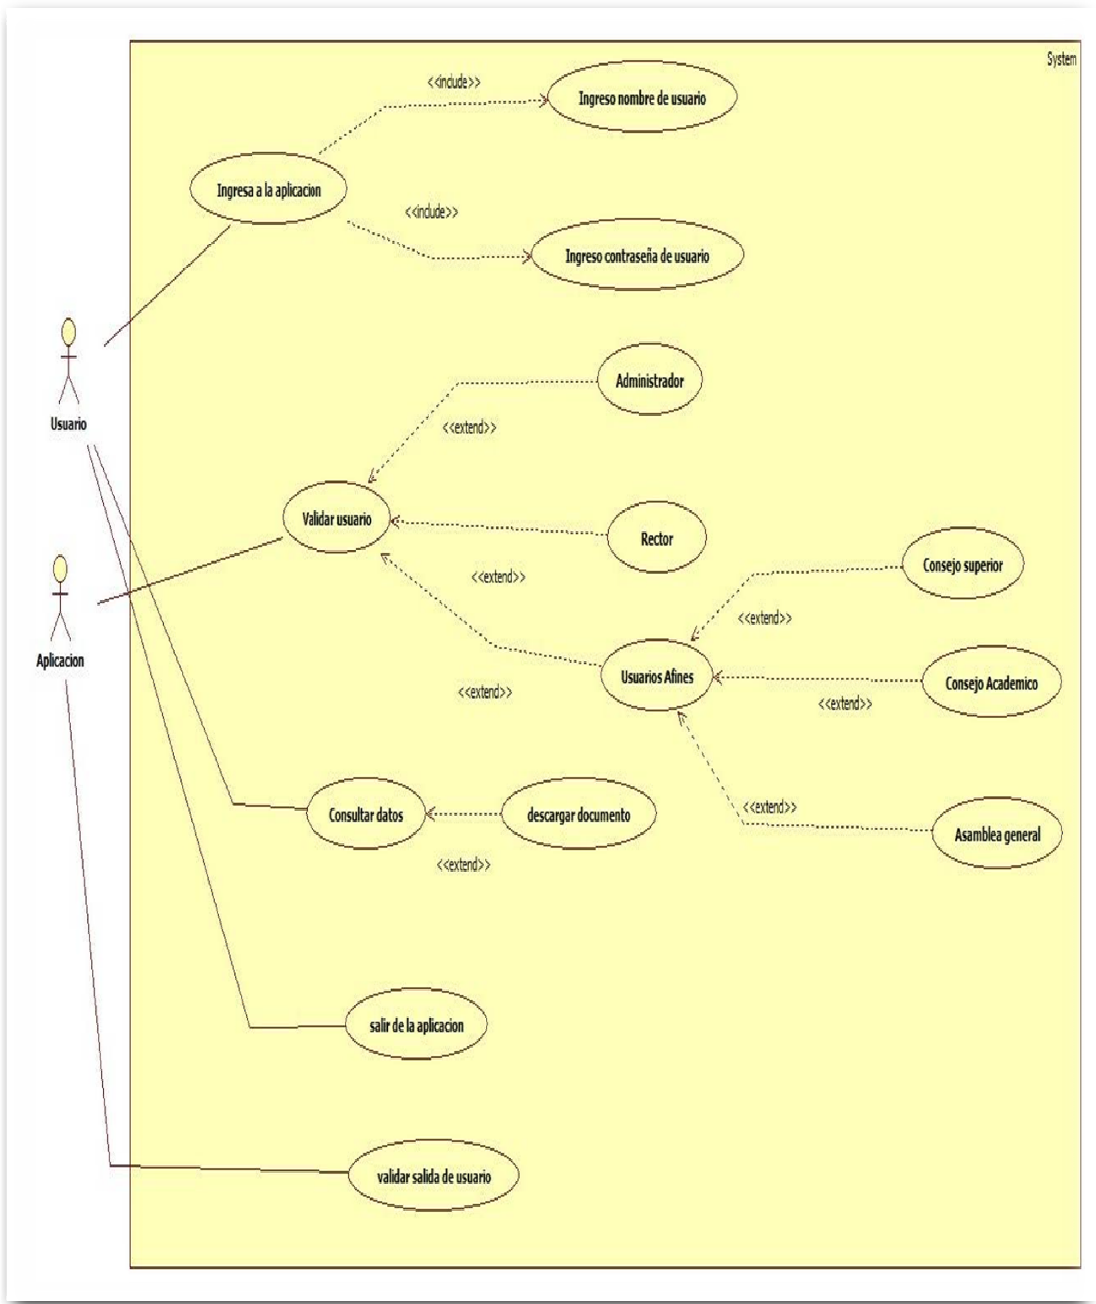 System
<<include>>
Ingreso nombre de usuario
Ingresa a la aplicacion
<<include>>
Ingreso contraseña de usuario
Usuario
Administrador
<<extend>>
Validar usuario
Rector
<<extend>>
Consejo superior
<<extend>>
Aplicacion
Usuarios Afines
Consejo Academico
<<extend>>
<<extend>>
Consultar datos
descargar documento
<<extend>>
Asamblea general
<<extend>>
salir de la aplicacion
validar salida de usuario